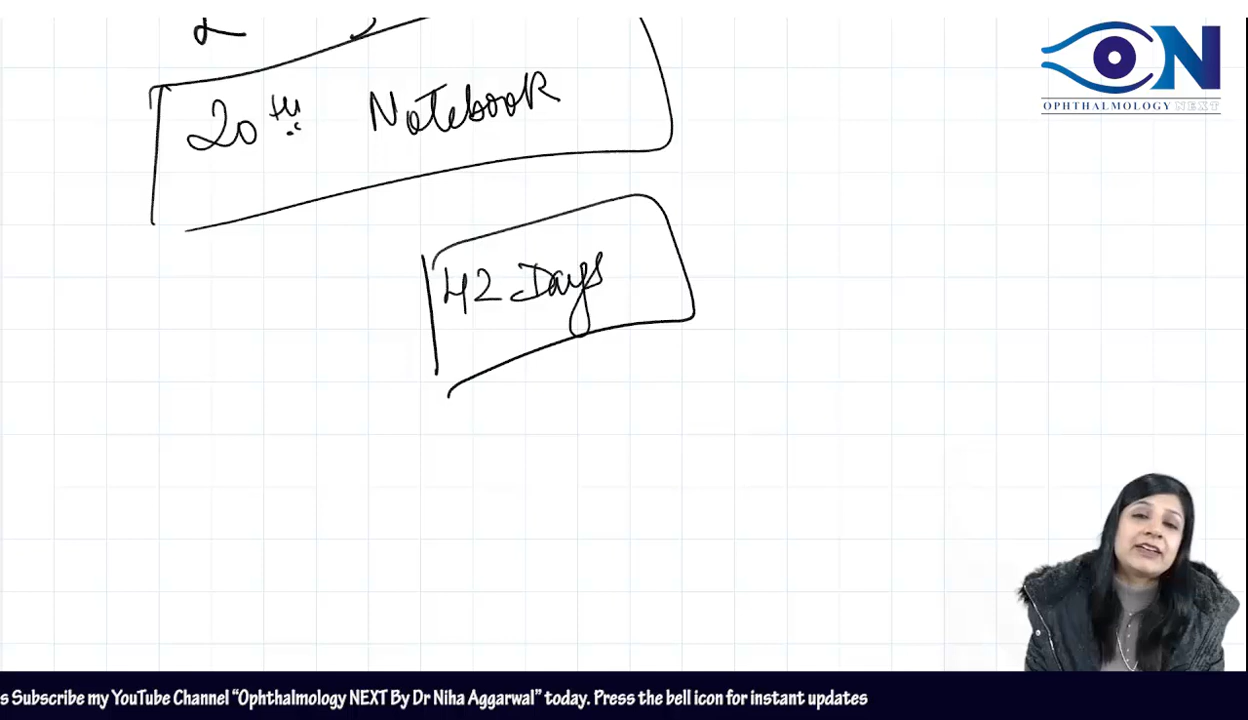 20th Notebook
42 Days
ON
OPHTHALMOLOGY NEXT
s Subscribe my YouTube Channel “Ophthalmology NEXT By Dr Niha Aggarwal” today. Press the bell icon for instant updates